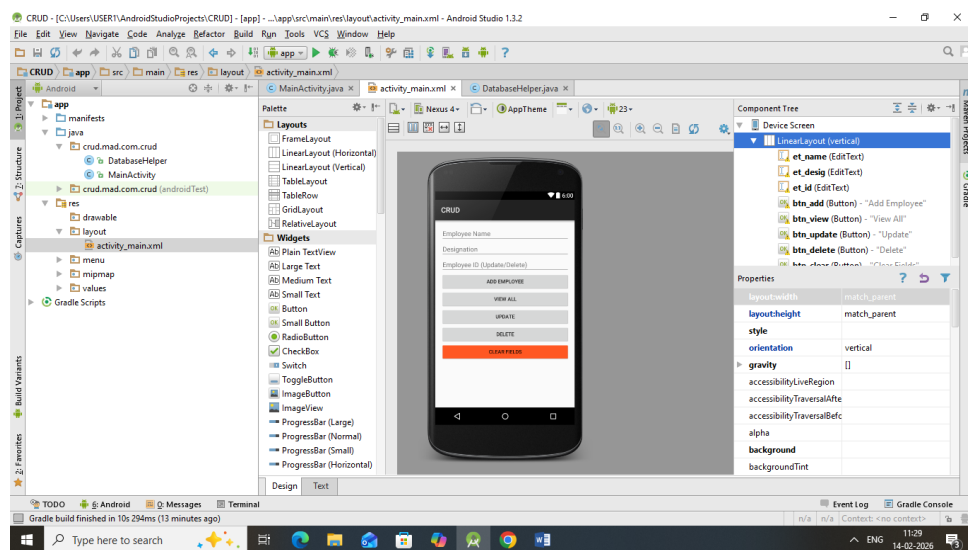 CRUD - [C:\Users\USER1\AndroidStudioProjects\CRUD] - [app] - ...\app\src\main\res\layout\activity_main.xml - Android Studio 1.3.2
File Edit View Navigate Code Analyze Refactor Build Run Tools VCS Window Help
app
CRUD app src main res layout activity_main.xml
Android
MainActivity.java
activity_main.xml
DatabaseHelper.java
1: Project
7: Structure
Captures
Build Variants
2: Favorites
app
manifests
java
crud.mad.com.crud
DatabaseHelper
MainActivity
crud.mad.com.crud (androidTest)
res
drawable
layout
activity_main.xml
menu
mipmap
values
Gradle Scripts
Palette
Layouts
FrameLayout
LinearLayout (Horizontal)
LinearLayout (Vertical)
TableLayout
TableRow
GridLayout
RelativeLayout
Widgets
Plain TextView
Large Text
Medium Text
Small Text
Button
Small Button
RadioButton
CheckBox
Switch
ToggleButton
ImageButton
ImageView
ProgressBar (Large)
ProgressBar (Normal)
ProgressBar (Small)
ProgressBar (Horizontal)
Design Text
Nexus 4 AppTheme 23
6:00
CRUD
Employee Name
Designation
Employee ID (Update/Delete)
ADD EMPLOYEE
VIEW ALL
UPDATE
DELETE
CLEAR FIELDS
Component Tree
Device Screen
LinearLayout (vertical)
et_name (EditText)
et_desig (EditText)
et_id (EditText)
btn_add (Button) - "Add Employee"
btn_view (Button) - "View All"
btn_update (Button) - "Update"
btn_delete (Button) - "Delete"
btn_clear (Button) - "Clear Fields"
Properties
layout:width match_parent
layout:height match_parent
style
orientation vertical
gravity []
accessibilityLiveRegion
accessibilityTraversalAfte
accessibilityTraversalBefc
alpha
background
backgroundTint
Maven Projects
Gradle
TODO 6: Android 0: Messages Terminal Event Log Gradle Console
Gradle build finished in 10s 294ms (13 minutes ago) n/a n/a Context: <no context>
Type here to search
ENG
11:29
14-02-2026
3